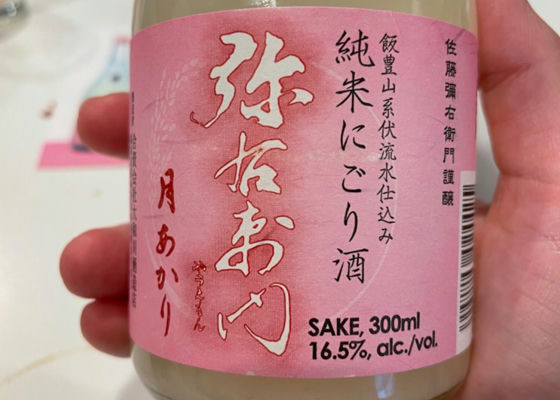 佐藤彌右衛門謹醸
飯豊山系伏流水仕込み
純米にごり酒
弥右衛門
やうえもん
月あかり
SAKE, 300ml
16.5%, alc./vol.